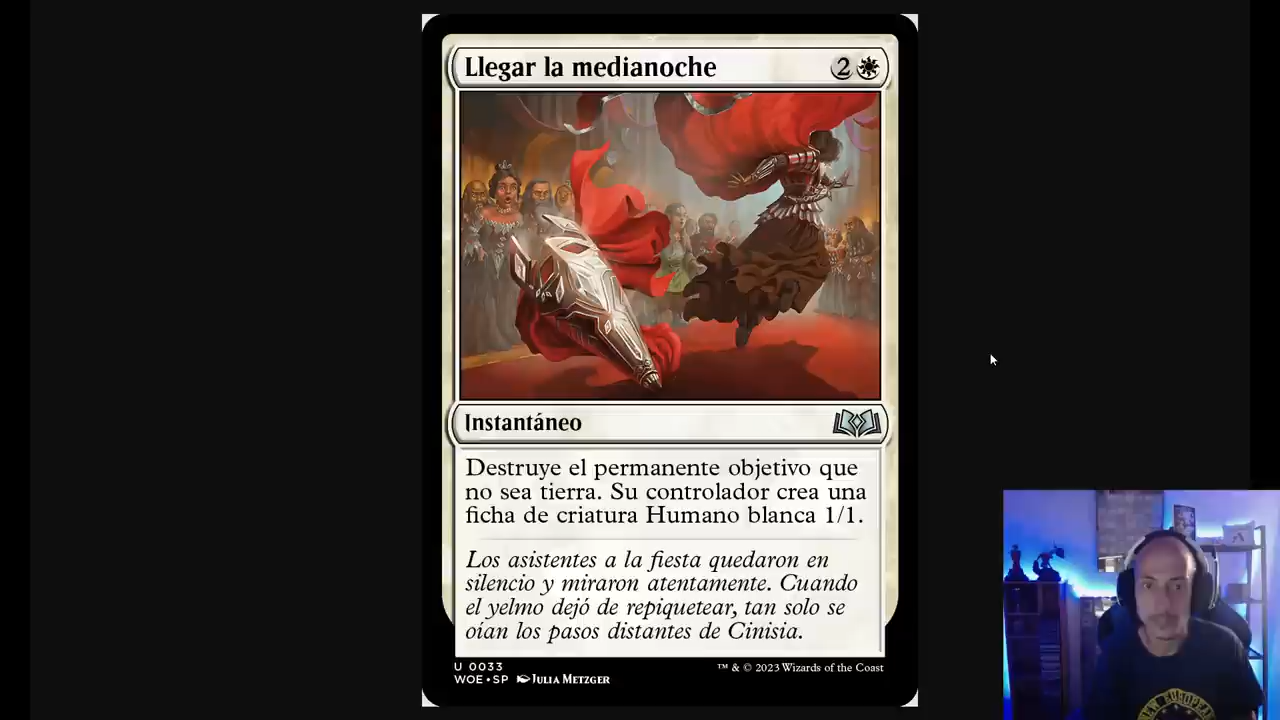 Llegar la medianoche
2
Instantáneo
Destruye el permanente objetivo que
no sea tierra. Su controlador crea una
ficha de criatura Humano blanca 1/1.
Los asistentes a la fiesta quedaron en
silencio y miraron atentamente. Cuando
el yelmo dejó de repiquetear, tan solo se
oían los pasos distantes de Cinisia.
U 0033
WOE • SP Julia Metzger
™ & © 2023 Wizards of the Coast
NEW EUROPEAN